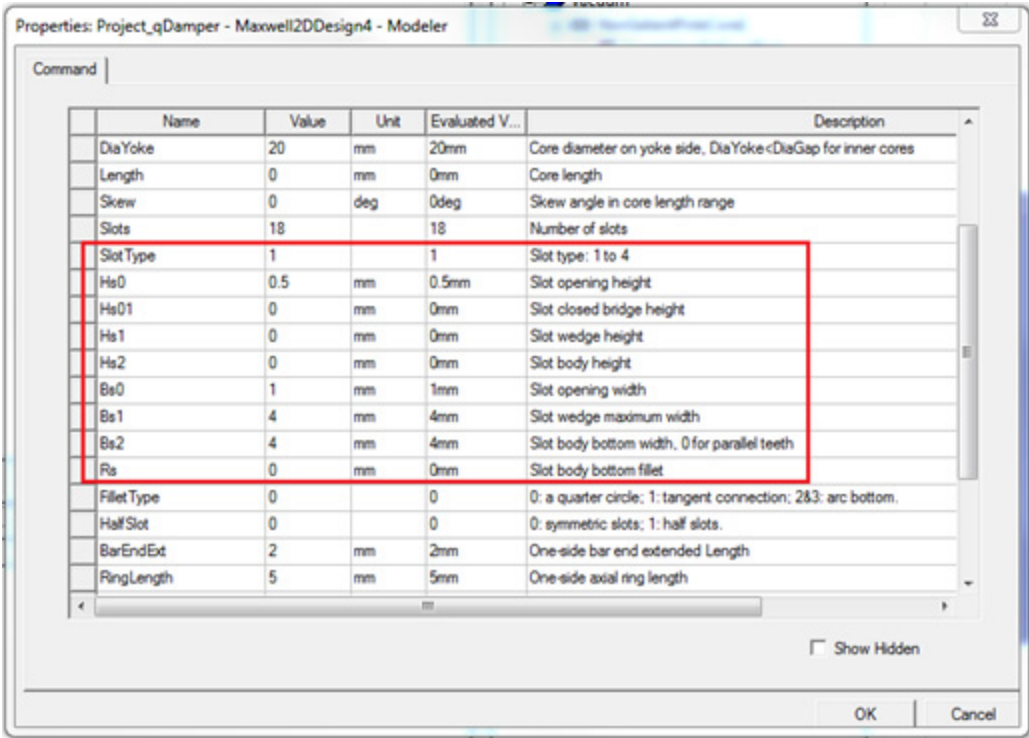 Vacuum
Properties: Project_qDamper - Maxwell2DDesign4 - Modeler
Command
Name Value Unit Evaluated V... Description
DiaYoke 20 mm 20mm Core diameter on yoke side, DiaYoke<DiaGap for inner cores
Length 0 mm 0mm Core length
Skew 0 deg 0deg Skew angle in core length range
Slots 18 18 Number of slots
SlotType 1 1 Slot type: 1 to 4
Hs0 0.5 mm 0.5mm Slot opening height
Hs01 0 mm 0mm Slot closed bridge height
Hs1 0 mm 0mm Slot wedge height
Hs2 0 mm 0mm Slot body height
Bs0 1 mm 1mm Slot opening width
Bs1 4 mm 4mm Slot wedge maximum width
Bs2 4 mm 4mm Slot body bottom width, 0 for parallel teeth
Rs 0 mm 0mm Slot body bottom fillet
FilletType 0 0 0: a quarter circle; 1: tangent connection; 2&3: arc bottom.
HalfSlot 0 0 0: symmetric slots; 1: half slots.
BarEndExt 2 mm 2mm One-side bar end extended Length
RingLength 5 mm 5mm One-side axial ring length
Show Hidden
OK Cancel